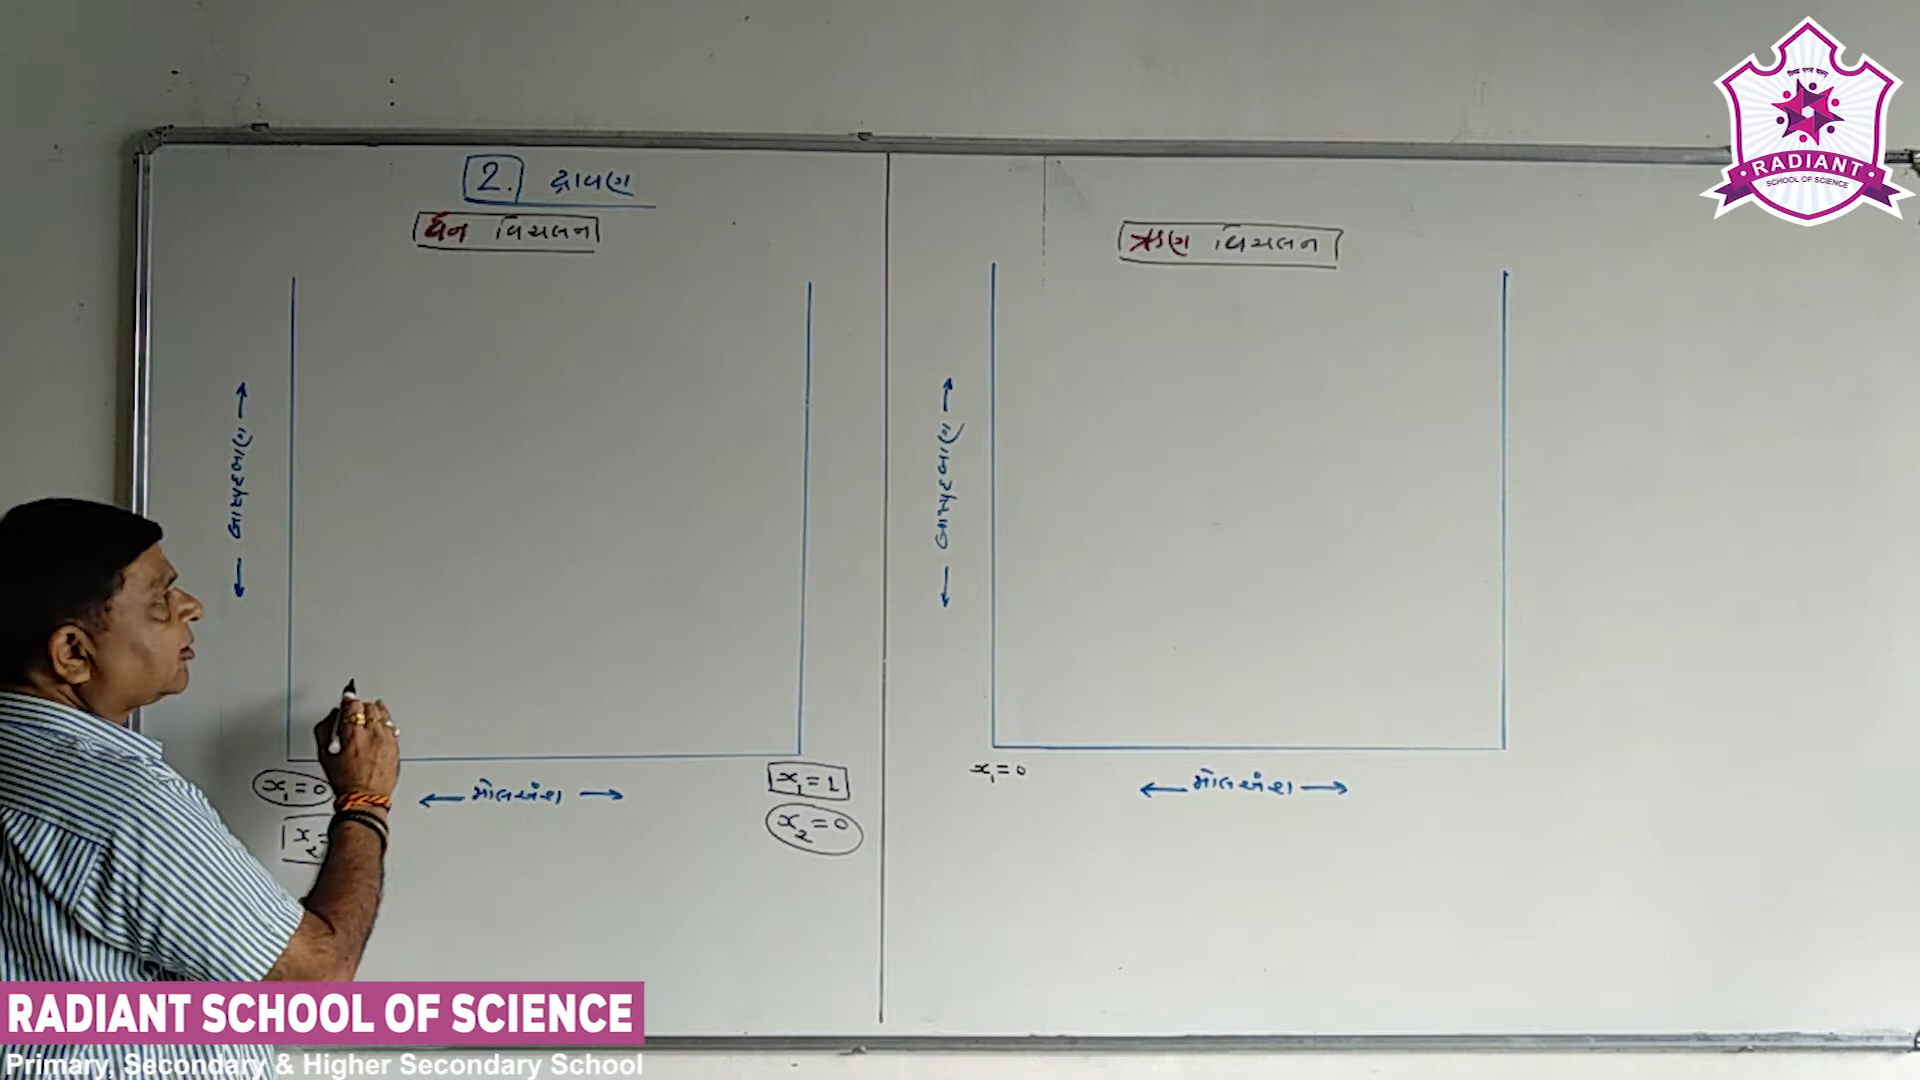 2. દ્રાવણ
ધન વિચલન
ઋણ વિચલન
બાષ્પદબાણ
બાષ્પદબાણ
x₁ = 0
મોલઅંશ
x₁ = 1
x₂ =
x₂ = 0
x₁ = 0
મોલઅંશ
RADIANT
SCHOOL OF SCIENCE
RADIANT SCHOOL OF SCIENCE
Primary, Secondary & Higher Secondary School